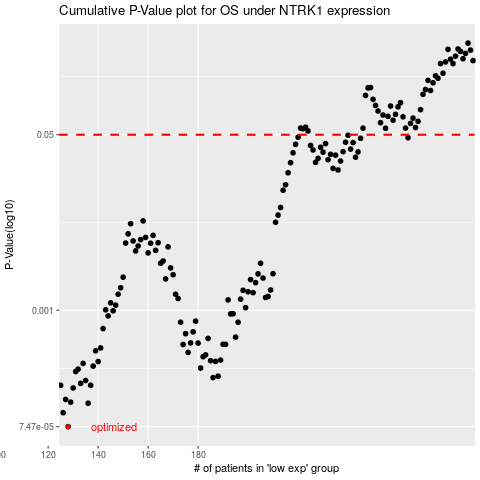 Cumulative P-Value plot for OS under NTRK1 expression
P-Value(log10)
0.05
0.001
7.47e-05
optimized
00 120 140 160 180
# of patients in 'low exp' group